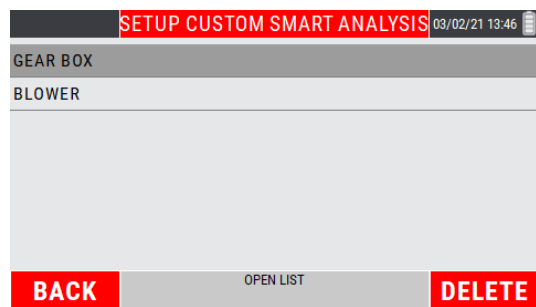 SETUP CUSTOM SMART ANALYSIS 03/02/21 13:46
GEAR BOX
BLOWER
BACK OPEN LIST DELETE